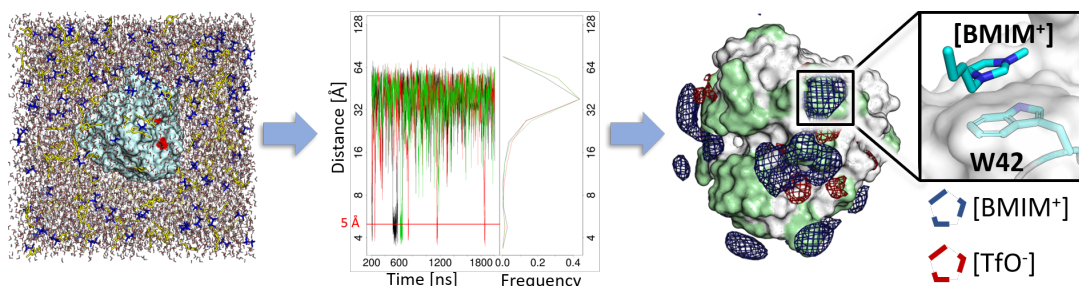 128
64
32
16
8
4
Distance [Å]
5 Å
200 600 1200 1800
Time [ns]
0.0 0.2 0.4
Frequency
128
64
32
16
8
4
[BMIM⁺]
W42
[BMIM⁺]
[TfO⁻]